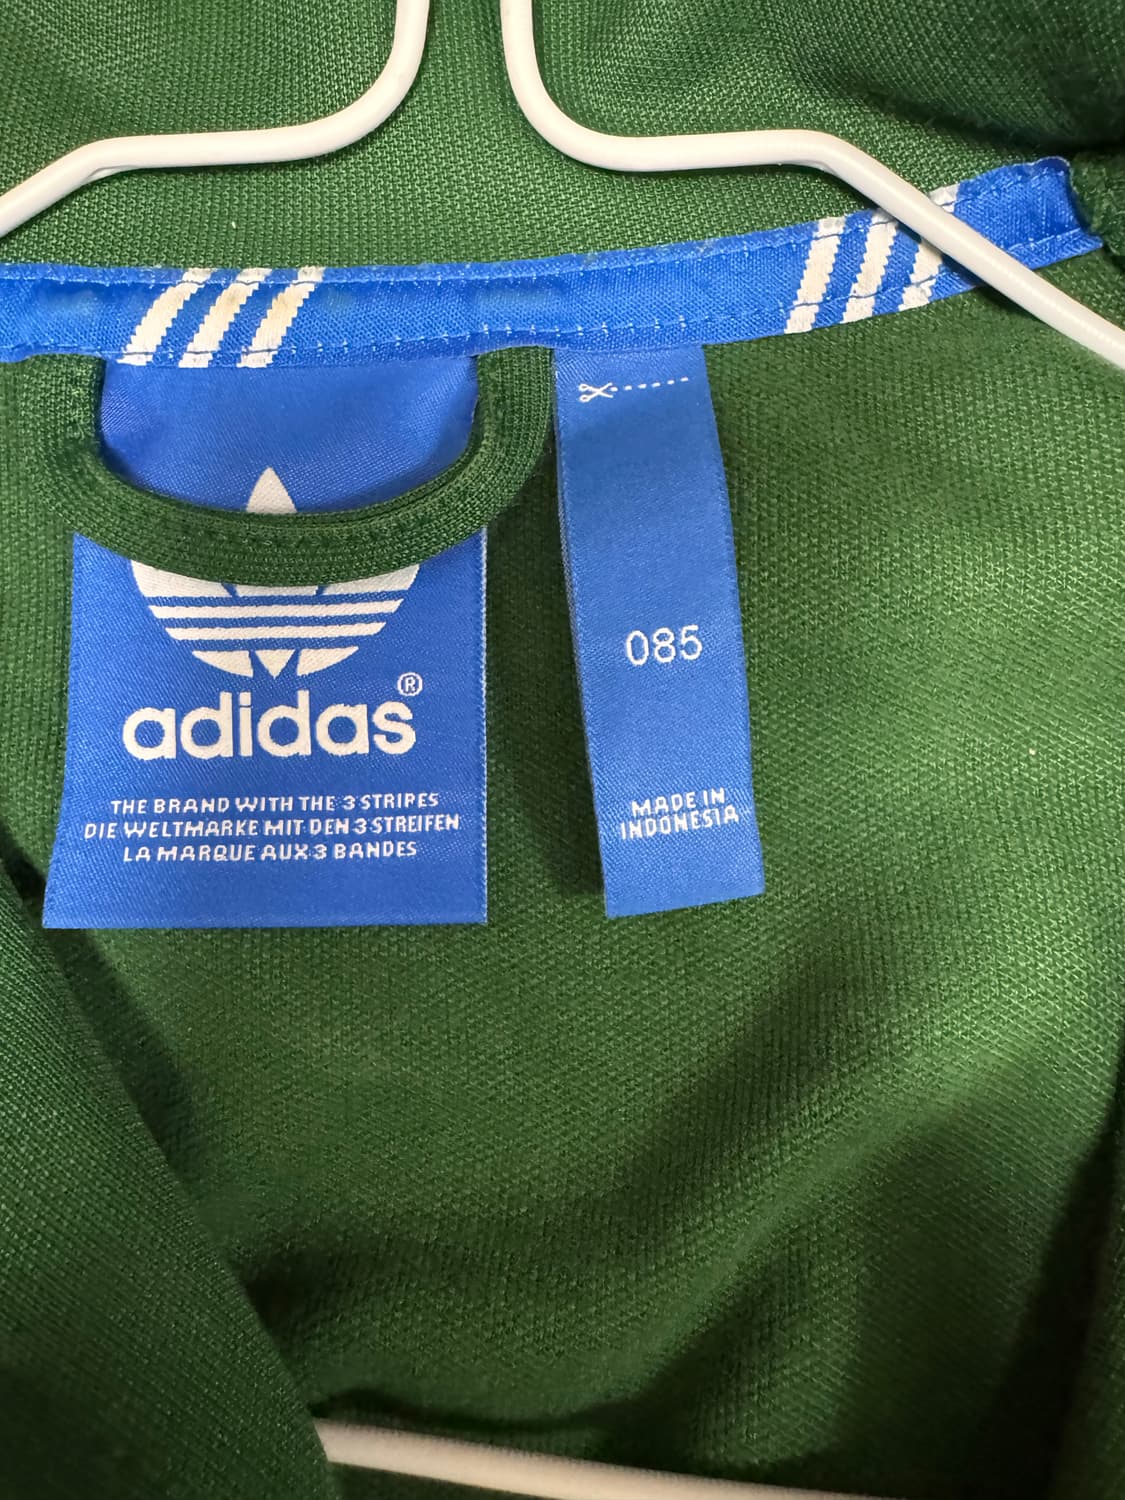 adidas®
THE BRAND WITH THE 3 STRIPES
DIE WELTMARKE MIT DEN 3 STREIFEN
LA MARQUE AUX 3 BANDES
085
MADE IN
INDONESIA